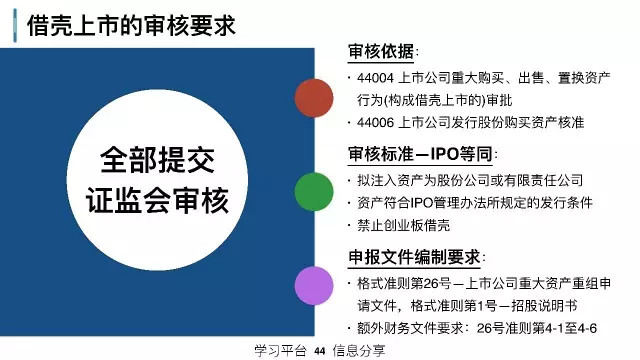 借壳上市的审核要求
全部提交
证监会审核
审核依据:
· 44004 上市公司重大购买、出售、置换资产
行为(构成借壳上市的)审批
· 44006 上市公司发行股份购买资产核准
审核标准—IPO等同:
· 拟注入资产为股份公司或有限责任公司
· 资产符合IPO管理办法所规定的发行条件
· 禁止创业板借壳
申报文件编制要求:
· 格式准则第26号—上市公司重大资产重组申
请文件，格式准则第1号—招股说明书
· 额外财务文件要求：26号准则第4-1至4-6
学习平台 44 信息分享